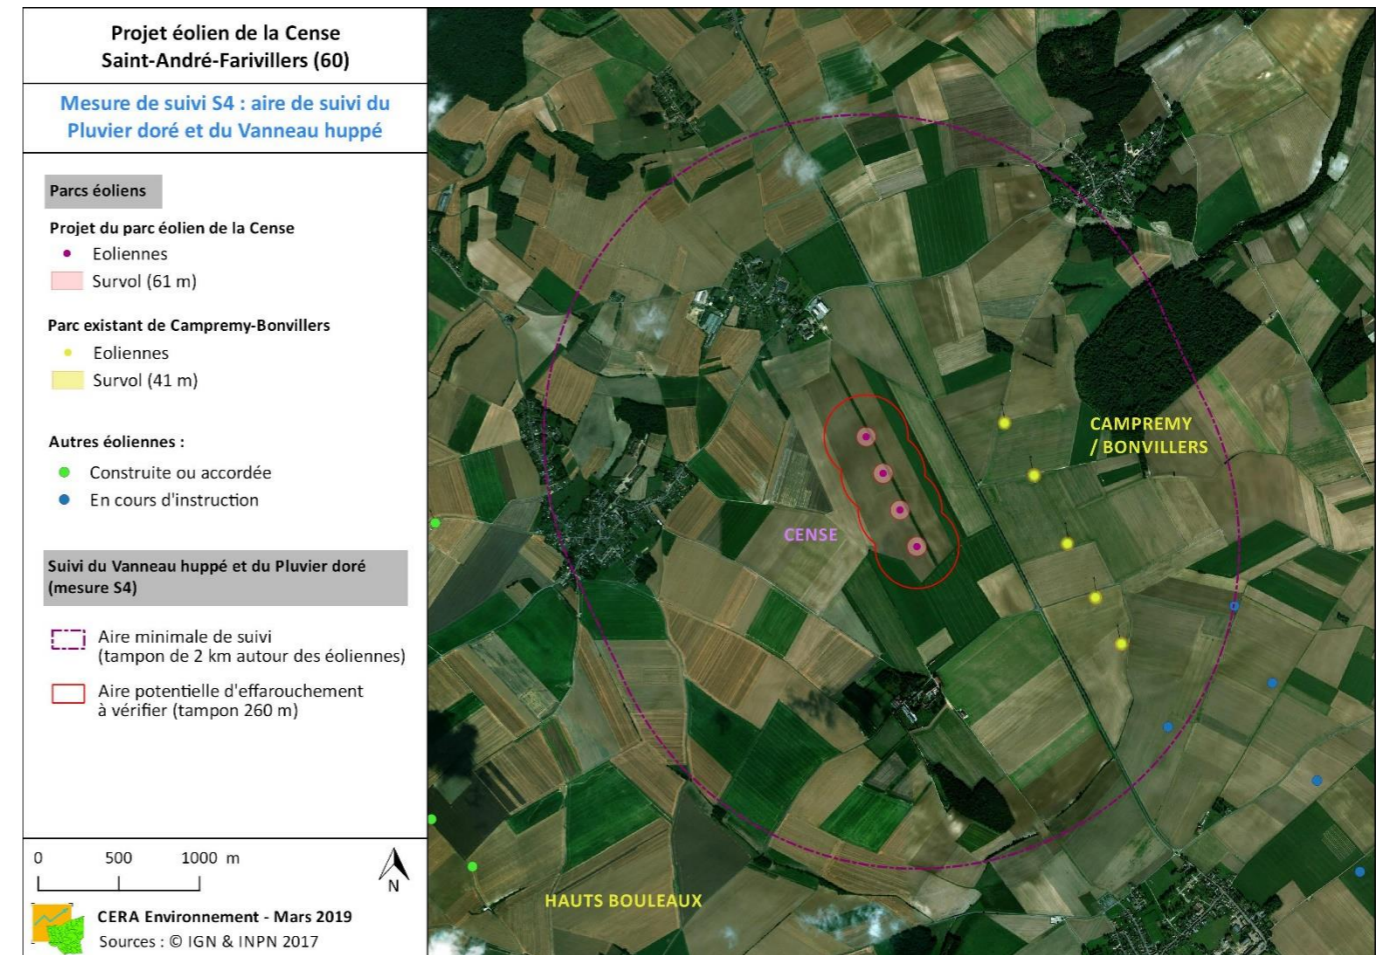 Projet éolien de la Cense
Saint-André-Farivillers (60)
Mesure de suivi S4 : aire de suivi du
Pluvier doré et du Vanneau huppé
Parcs éoliens
Projet du parc éolien de la Cense
Eoliennes
Survol (61 m)
Parc existant de Campremy-Bonvillers
Eoliennes
Survol (41 m)
Autres éoliennes :
Construite ou accordée
En cours d'instruction
Suivi du Vanneau huppé et du Pluvier doré
(mesure S4)
Aire minimale de suivi
(tampon de 2 km autour des éoliennes)
Aire potentielle d'effarouchement
à vérifier (tampon 260 m)
0 500 1000 m
N
CERA Environnement - Mars 2019
Sources : © IGN & INPN 2017
CAMPREMY
/ BONVILLERS
CENSE
HAUTS BOULEAUX